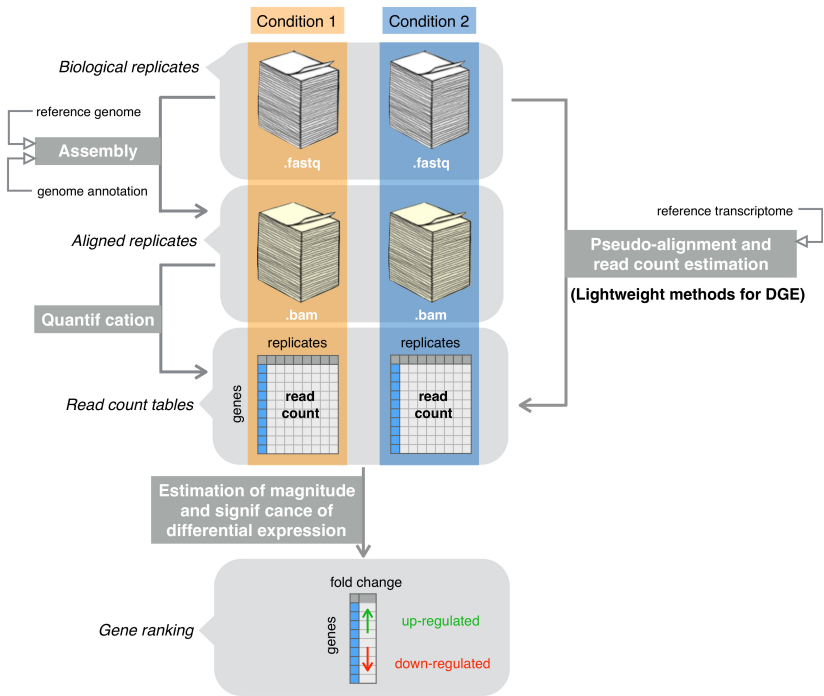 Condition 1
Condition 2
Biological replicates
.fastq
.fastq
reference genome
Assembly
genome annotation
Aligned replicates
.bam
.bam
reference transcriptome
Pseudo-alignment and
read count estimation
(Lightweight methods for DGE)
Quantif cation
Read count tables
replicates
replicates
genes
read
count
read
count
Estimation of magnitude
and signif cance of
differential expression
Gene ranking
fold change
genes
up-regulated
down-regulated